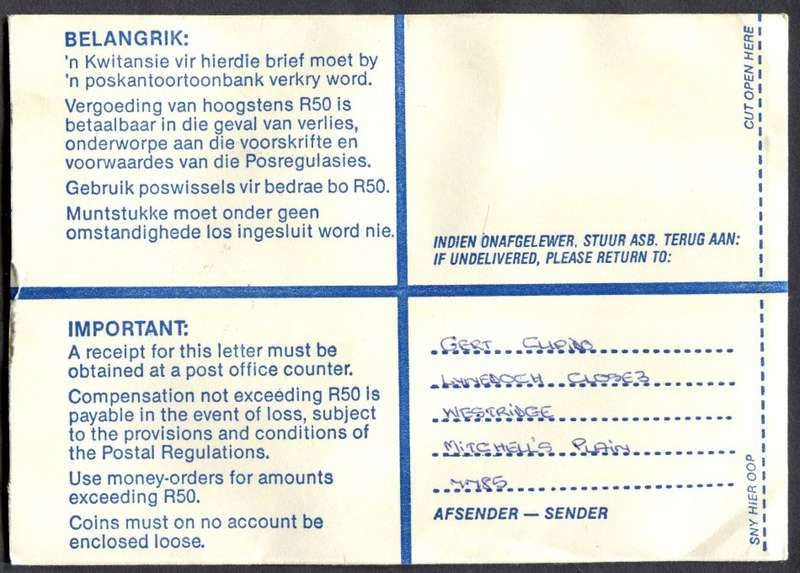 BELANGRIK:
'n Kwitansie vir hierdie brief moet by
'n poskantoortoonbank verkry word.
Vergoeding van hoogstens R50 is
betaalbaar in die geval van verlies,
onderworpe aan die voorskrifte en
voorwaardes van die Posregulasies.
Gebruik poswissels vir bedrae bo R50.
Muntstukke moet onder geen
omstandighede los ingesluit word nie.
IMPORTANT:
A receipt for this letter must be
obtained at a post office counter.
Compensation not exceeding R50 is
payable in the event of loss, subject
to the provisions and conditions of
the Postal Regulations.
Use money-orders for amounts
exceeding R50.
Coins must on no account be
enclosed loose.
CUT OPEN HERE
INDIEN ONAFGELEWER, STUUR ASB. TERUG AAN:
IF UNDELIVERED, PLEASE RETURN TO:
GERT
LYNEDOCH CLOSE 3
WESTRIDGE
MITCHELL'S PLAIN
7785
AFSENDER — SENDER
SNY HIER OOP